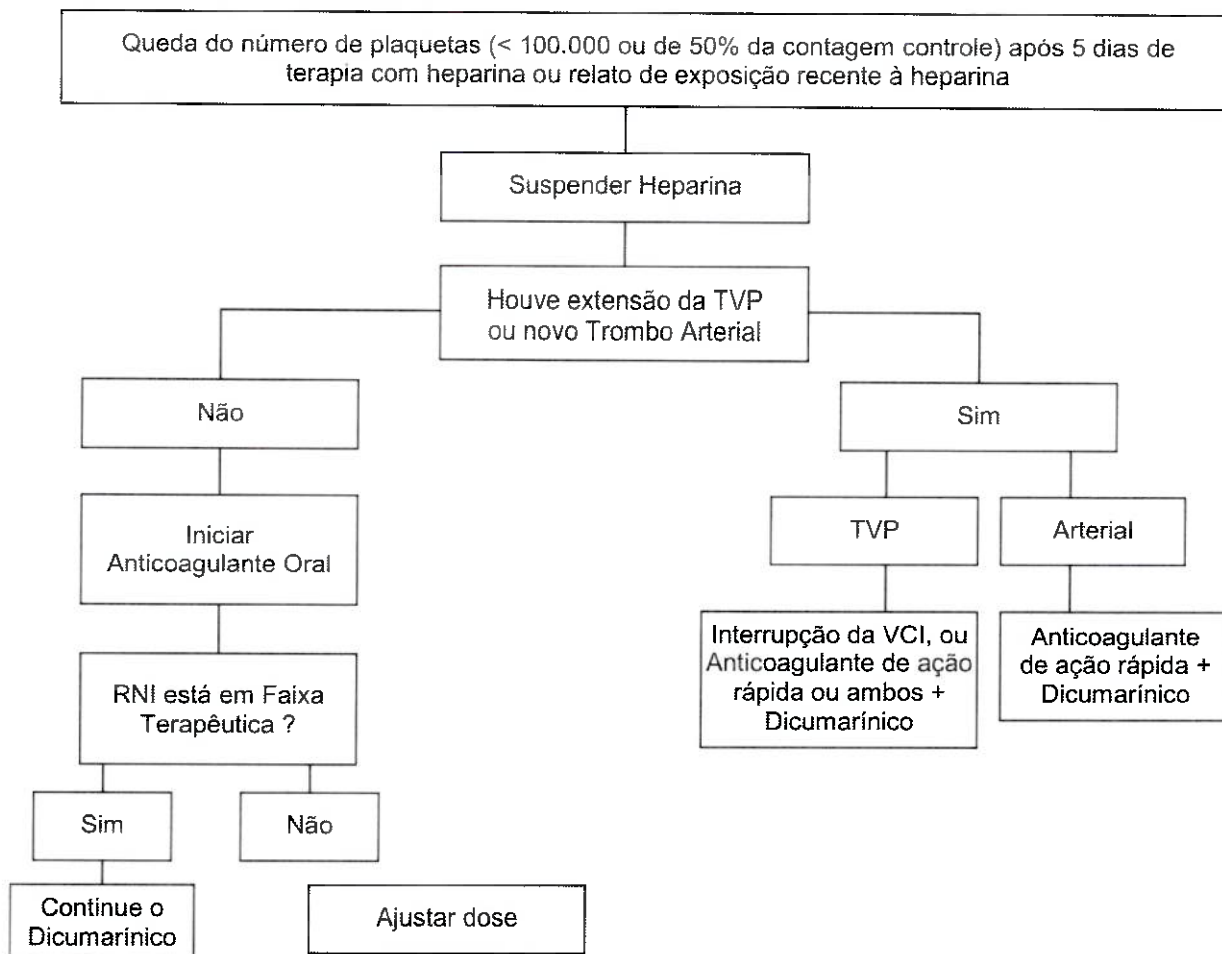 Queda do número de plaquetas (< 100.000 ou de 50% da contagem controle) após 5 dias de
terapia com heparina ou relato de exposição recente à heparina
Suspender Heparina
Houve extensão da TVP
ou novo Trombo Arterial
Não
Sim
Iniciar
Anticoagulante Oral
TVP
Arterial
RNI está em Faixa
Terapêutica ?
Interrupção da VCI, ou
Anticoagulante de ação
rápida ou ambos +
Dicumarínico
Anticoagulante
de ação rápida +
Dicumarínico
Sim
Não
Continue o
Dicumarínico
Ajustar dose